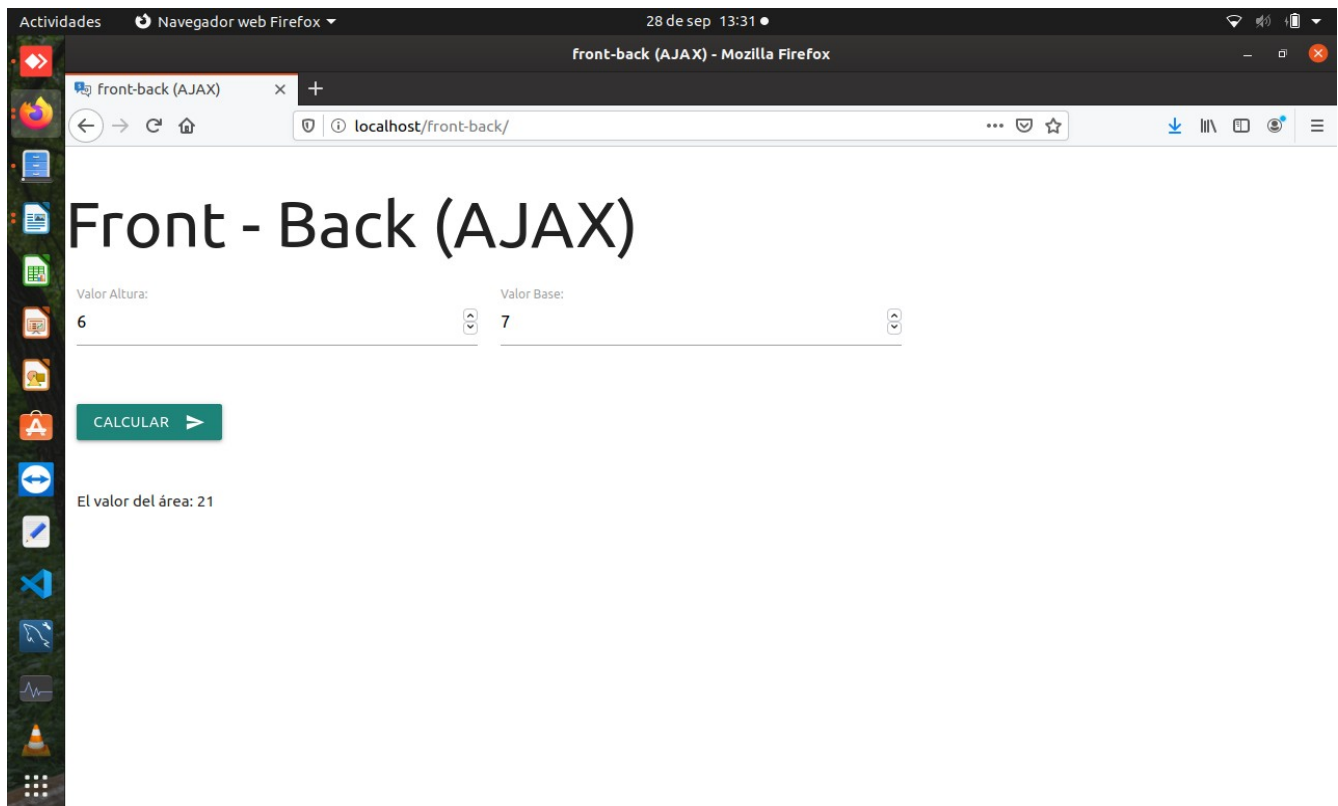 Actividades Navegador web Firefox 28 de sep 13:31
front-back (AJAX) - Mozilla Firefox
front-back (AJAX)
localhost/front-back/
Front - Back (AJAX)
Valor Altura: Valor Base:
6 7
CALCULAR
El valor del área: 21